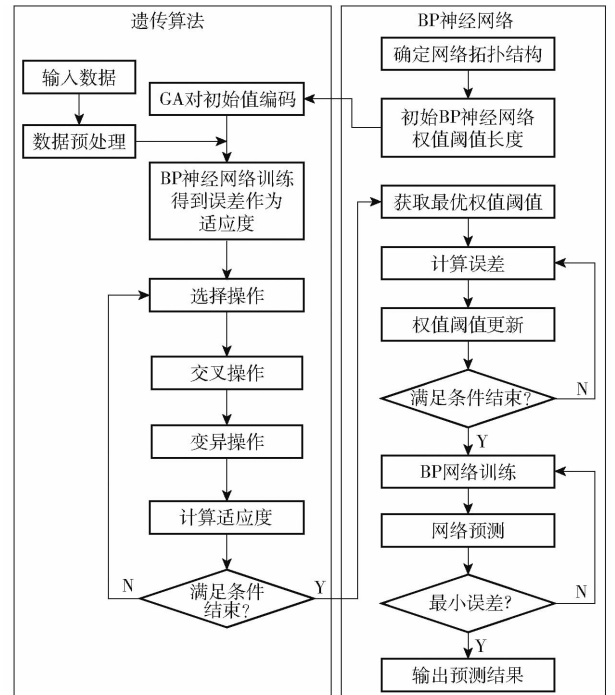 遗传算法
输入数据
数据预处理
GA对初始值编码
BP神经网络训练
得到误差作为
适应度
选择操作
交叉操作
变异操作
计算适应度
满足条件
结束?
N
Y
BP神经网络
确定网络拓扑结构
初始BP神经网络
权值阈值长度
获取最优权值阈值
计算误差
权值阈值更新
满足条件结束?
N
Y
BP网络训练
网络预测
最小误差?
N
Y
输出预测结果